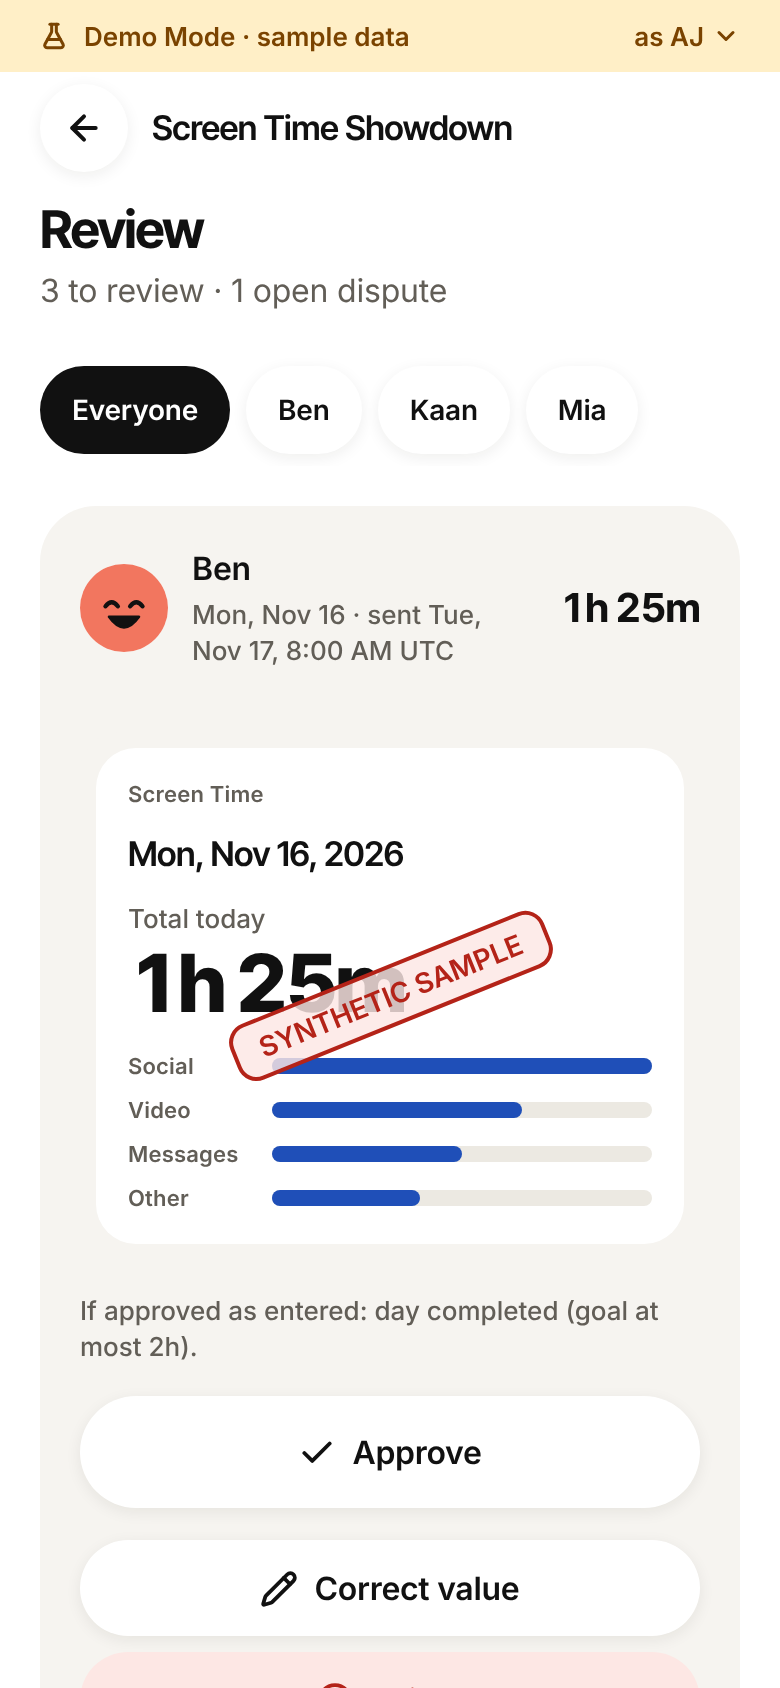 Demo Mode · sample data
as AJ
Screen Time Showdown
Review
3 to review · 1 open dispute
Everyone
Ben
Kaan
Mia
Ben
Mon, Nov 16 · sent Tue,
Nov 17, 8:00 AM UTC
1h 25m
Screen Time
Mon, Nov 16, 2026
Total today
1h 25m
SYNTHETIC SAMPLE
Social
Video
Messages
Other
If approved as entered: day completed (goal at
most 2h).
Approve
Correct value